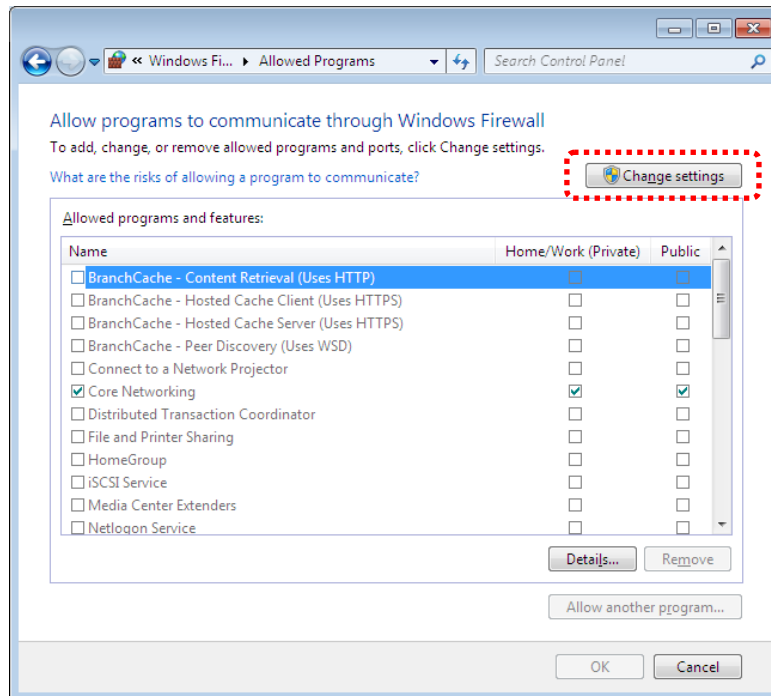 « Windows Fi... ▸ Allowed Programs
Search Control Panel
Allow programs to communicate through Windows Firewall
To add, change, or remove allowed programs and ports, click Change settings.
What are the risks of allowing a program to communicate?
Change settings
Allowed programs and features:
Name Home/Work (Private) Public
BranchCache - Content Retrieval (Uses HTTP)
BranchCache - Hosted Cache Client (Uses HTTPS)
BranchCache - Hosted Cache Server (Uses HTTPS)
BranchCache - Peer Discovery (Uses WSD)
Connect to a Network Projector
Core Networking
Distributed Transaction Coordinator
File and Printer Sharing
HomeGroup
iSCSI Service
Media Center Extenders
Netlogon Service
Details... Remove
Allow another program...
OK Cancel